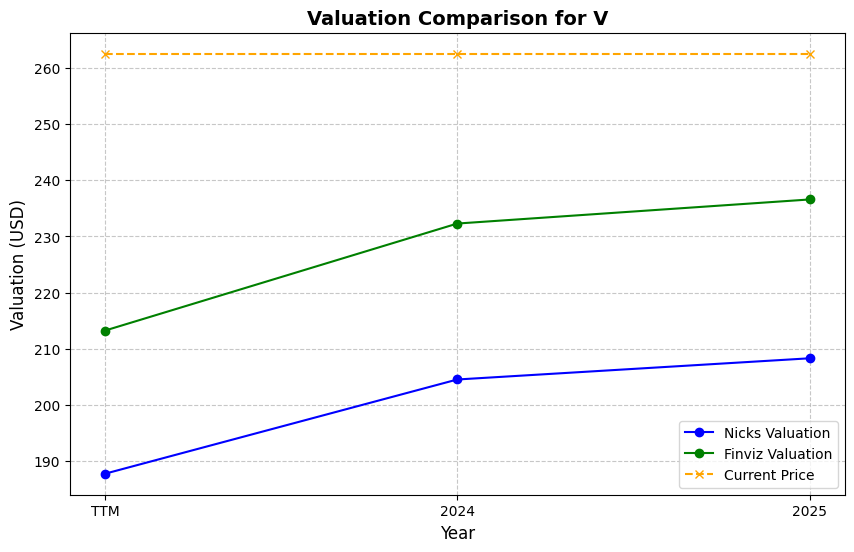 Valuation Comparison for V
Valuation (USD)
260
250
240
230
220
210
200
190
TTM
2024
2025
Year
Nicks Valuation
Finviz Valuation
Current Price